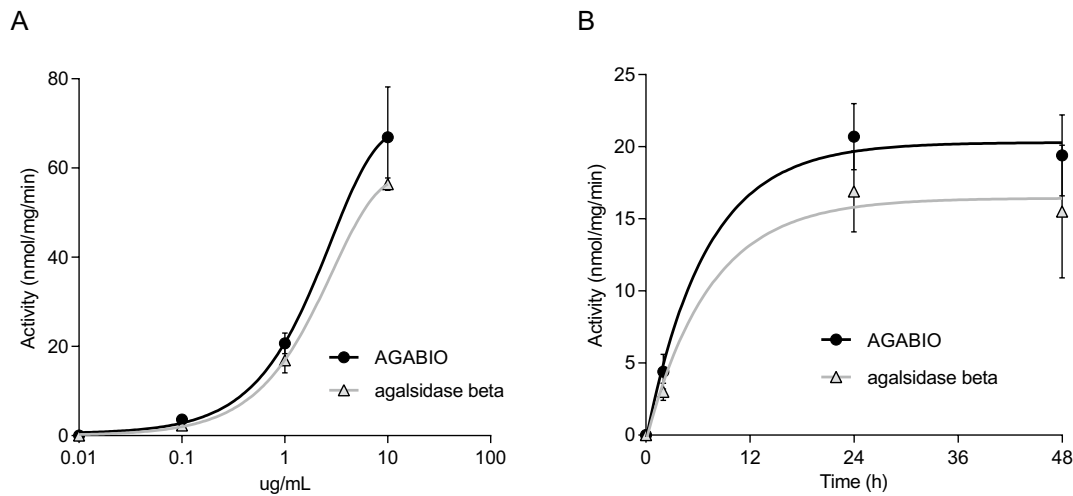 A
80
60
40
20
0
Activity (nmol/mg/min)
0.01 0.1 1 10 100
ug/mL
AGABIO
agalsidase beta
B
25
20
15
10
5
0
Activity (nmol/mg/min)
0 12 24 36 48
Time (h)
AGABIO
agalsidase beta